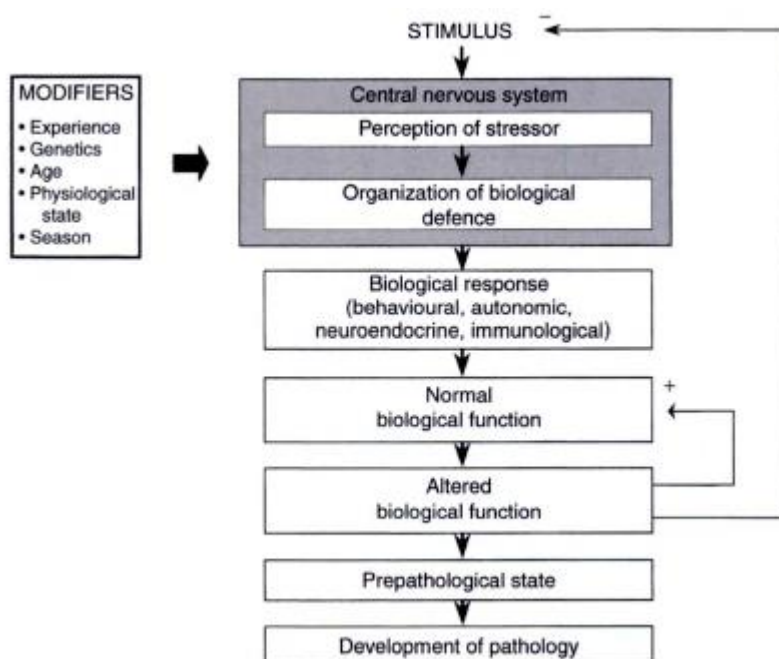 STIMULUS
−
MODIFIERS
• Experience
• Genetics
• Age
• Physiological
state
• Season
Central nervous system
Perception of stressor
Organization of biological
defence
Biological response
(behavioural, autonomic,
neuroendocrine, immunological)
Normal
biological function
+
Altered
biological function
Prepathological state
Development of pathology